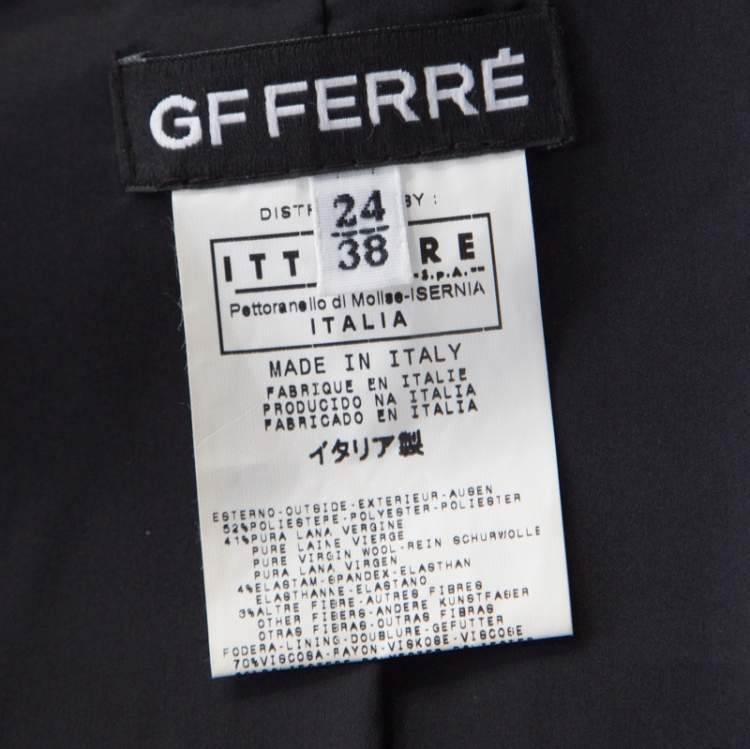 GF FERRÉ
24
38
DISTR BY :
ITT RE
-S.p.A.--
Pettoranello di Molise-ISERNIA
ITALIA
MADE IN ITALY
FABRIQUE EN ITALIE
PRODUCIDO NA ITALIA
FABRICADO EN ITALIA
イタリア製
ESTERNO-OUTSIDE-EXTERIEUR-AUSEN
52%POLIESTEPE-POLYESTER-POLIESTER
41%PURA LANA VERGINE
PURE LAINE VIERGE
PURE VIRGIN WOOL-REIN SCHURWOLLE
PURA LANA VIRGEN
4%ELASTAM-SPANDEX-ELASTHAN
ELASTHANNE-ELASTANO
3%ALTRE FIBRE-AUTRES FIBRES
OTHER FIBERS-ANDERE KUNSTFASER
OTRAS FIBRAS-OUTRAS FIBRAS
FODERA-LINING-DOUBLURE-GEFUTTER
70%VISCOSA-RAYON-VISKOSE-VISCOSE